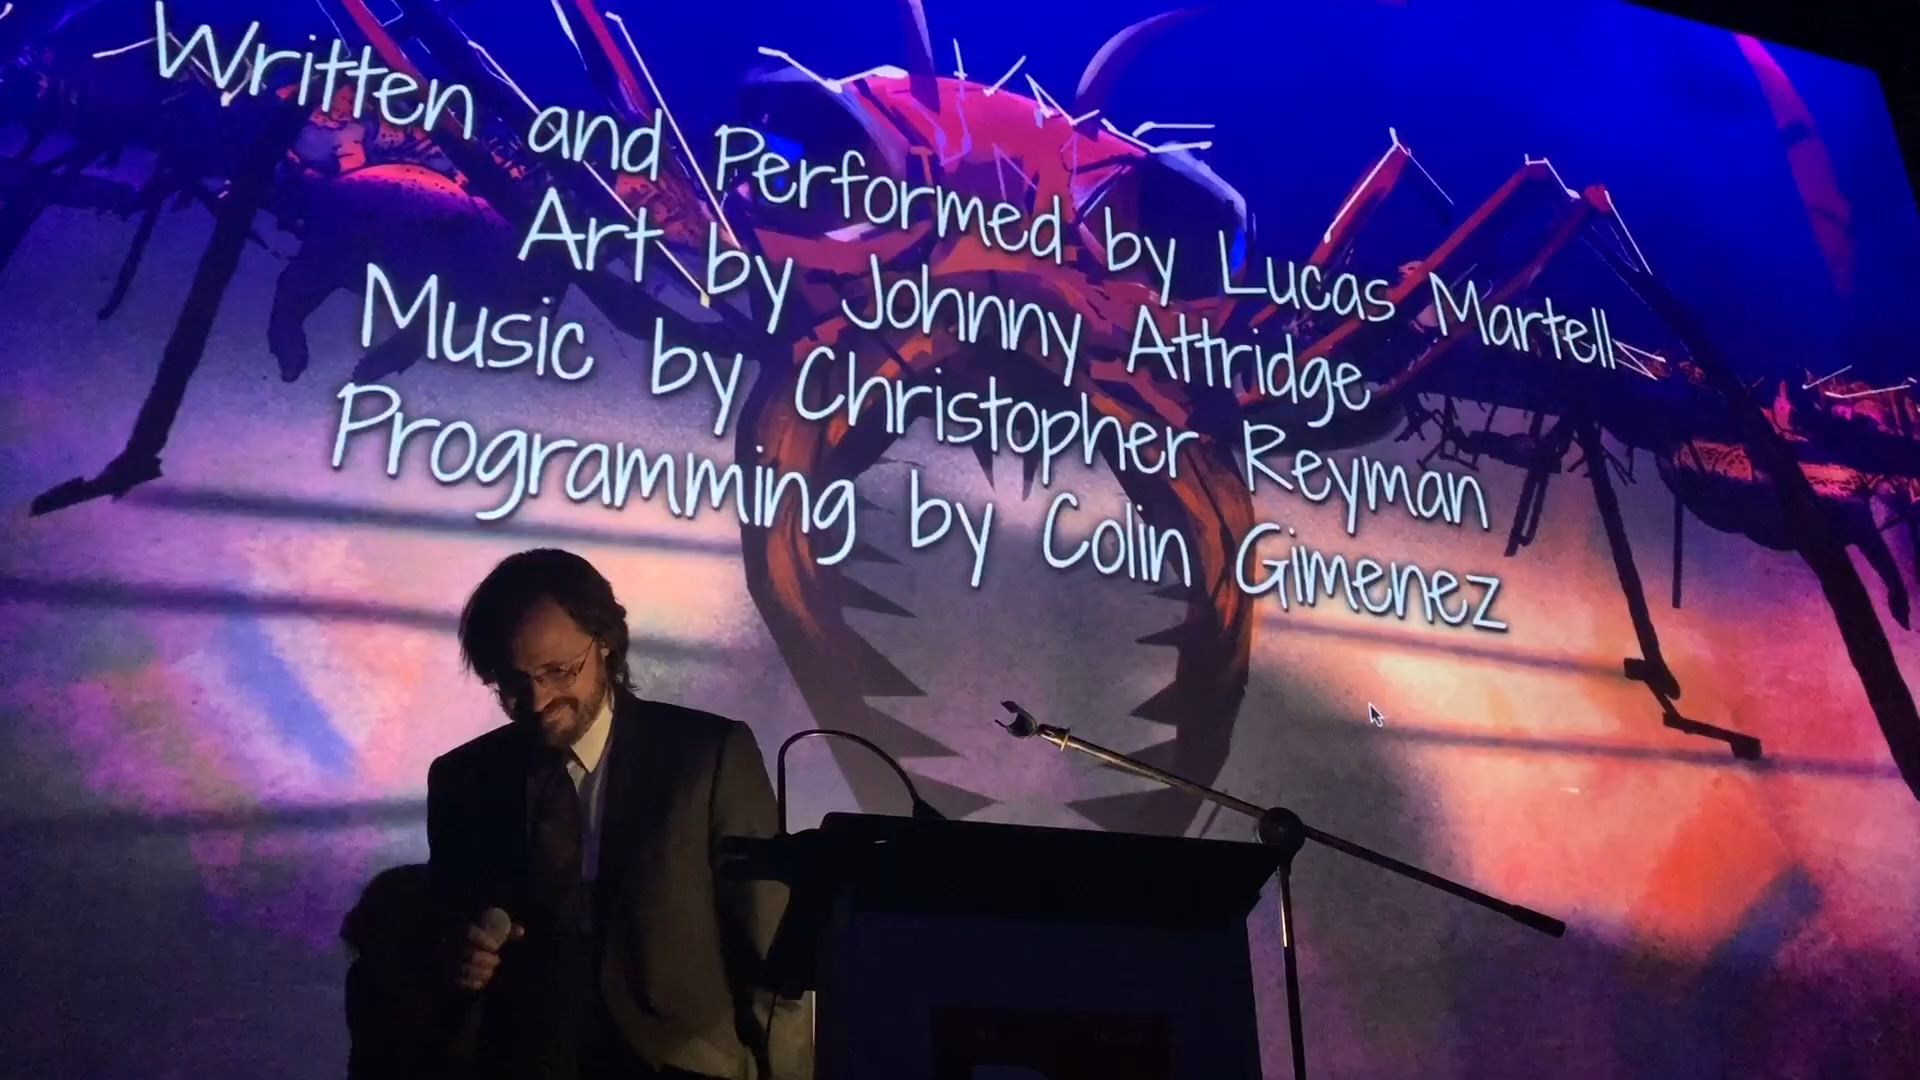 Written and Performed by Lucas Martell
Art by Johnny Attridge
Music by Christopher Reyman
Programming by Colin Gimenez